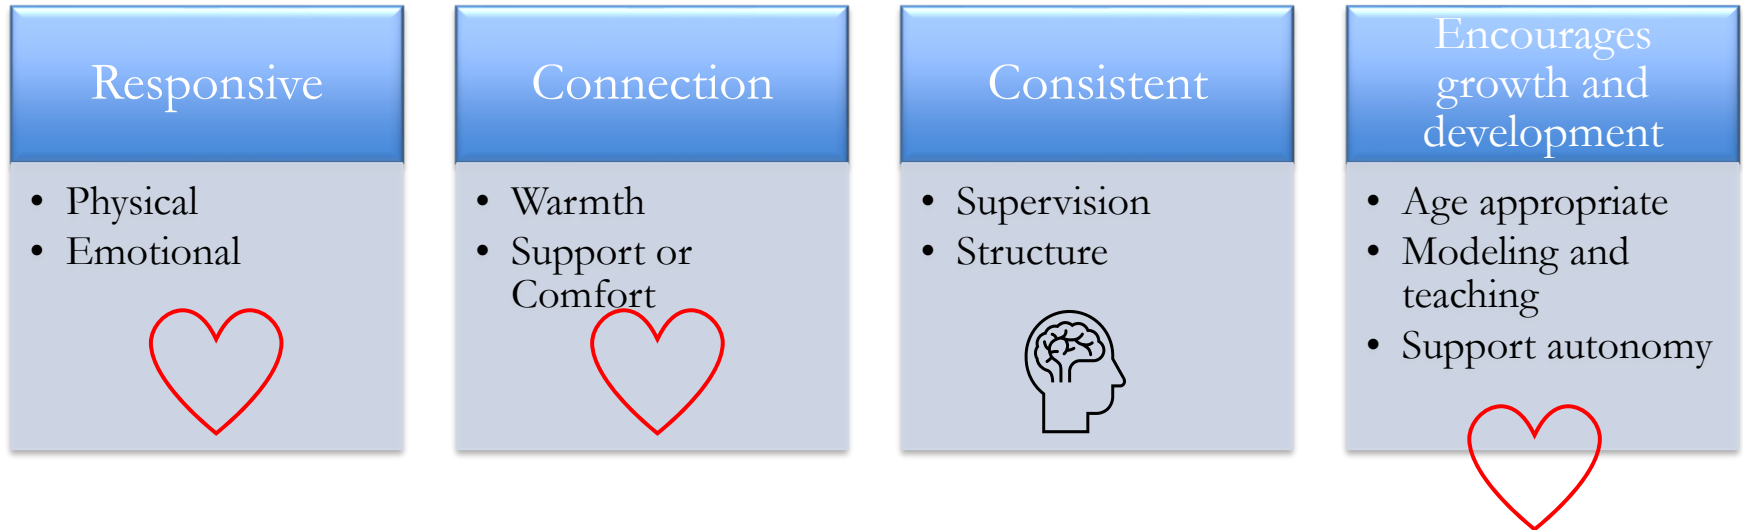 Responsive
• Physical
• Emotional
Connection
• Warmth
• Support or
Comfort
Consistent
• Supervision
• Structure
Encourages
growth and
development
• Age appropriate
• Modeling and
teaching
• Support autonomy